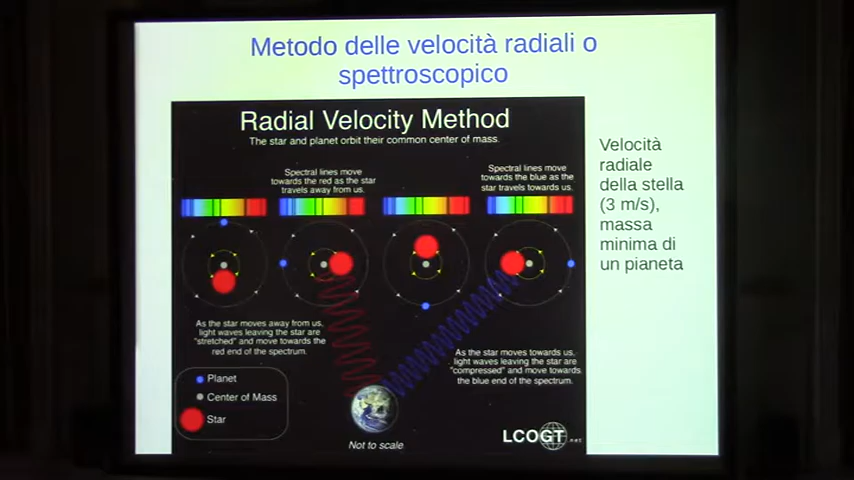 Metodo delle velocità radiali o
spettroscopico
Radial Velocity Method
The star and planet orbit their common center of mass.
Spectral lines move
towards the red as the star
travels away from us.
Spectral lines move
towards the blue as the
star travels towards us.
As the star moves away from us,
light waves leaving the star are
"stretched" and move towards the
red end of the spectrum.
As the star moves towards us,
light waves leaving the star are
"compressed" and move towards
the blue end of the spectrum.
Planet
Center of Mass
Star
Not to scale
LCOGT.net
Velocità
radiale
della stella
(3 m/s),
massa
minima di
un pianeta